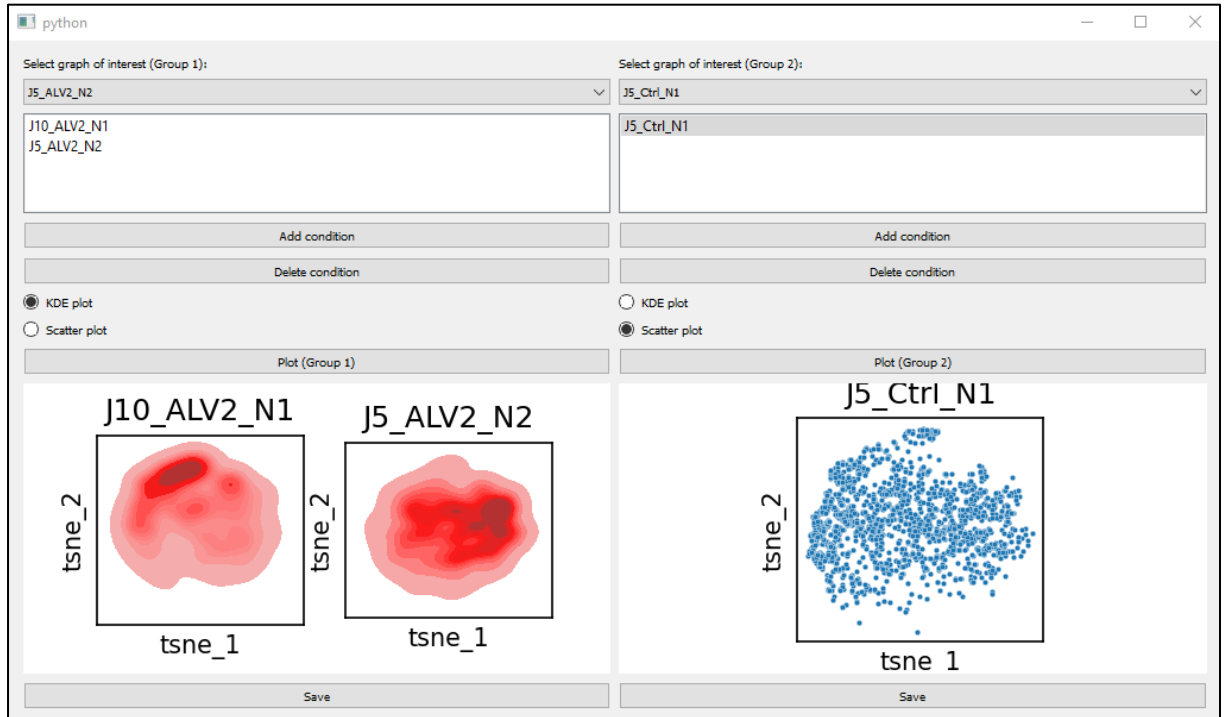 python
Select graph of interest (Group 1):
J5_ALV2_N2
J10_ALV2_N1
J5_ALV2_N2
Add condition
Delete condition
KDE plot
Scatter plot
Plot (Group 1)
J10_ALV2_N1
tsne_2
tsne_1
J5_ALV2_N2
tsne_2
tsne_1
Save
Select graph of interest (Group 2):
J5_Ctrl_N1
J5_Ctrl_N1
Add condition
Delete condition
KDE plot
Scatter plot
Plot (Group 2)
J5_Ctrl_N1
tsne_2
tsne_1
Save